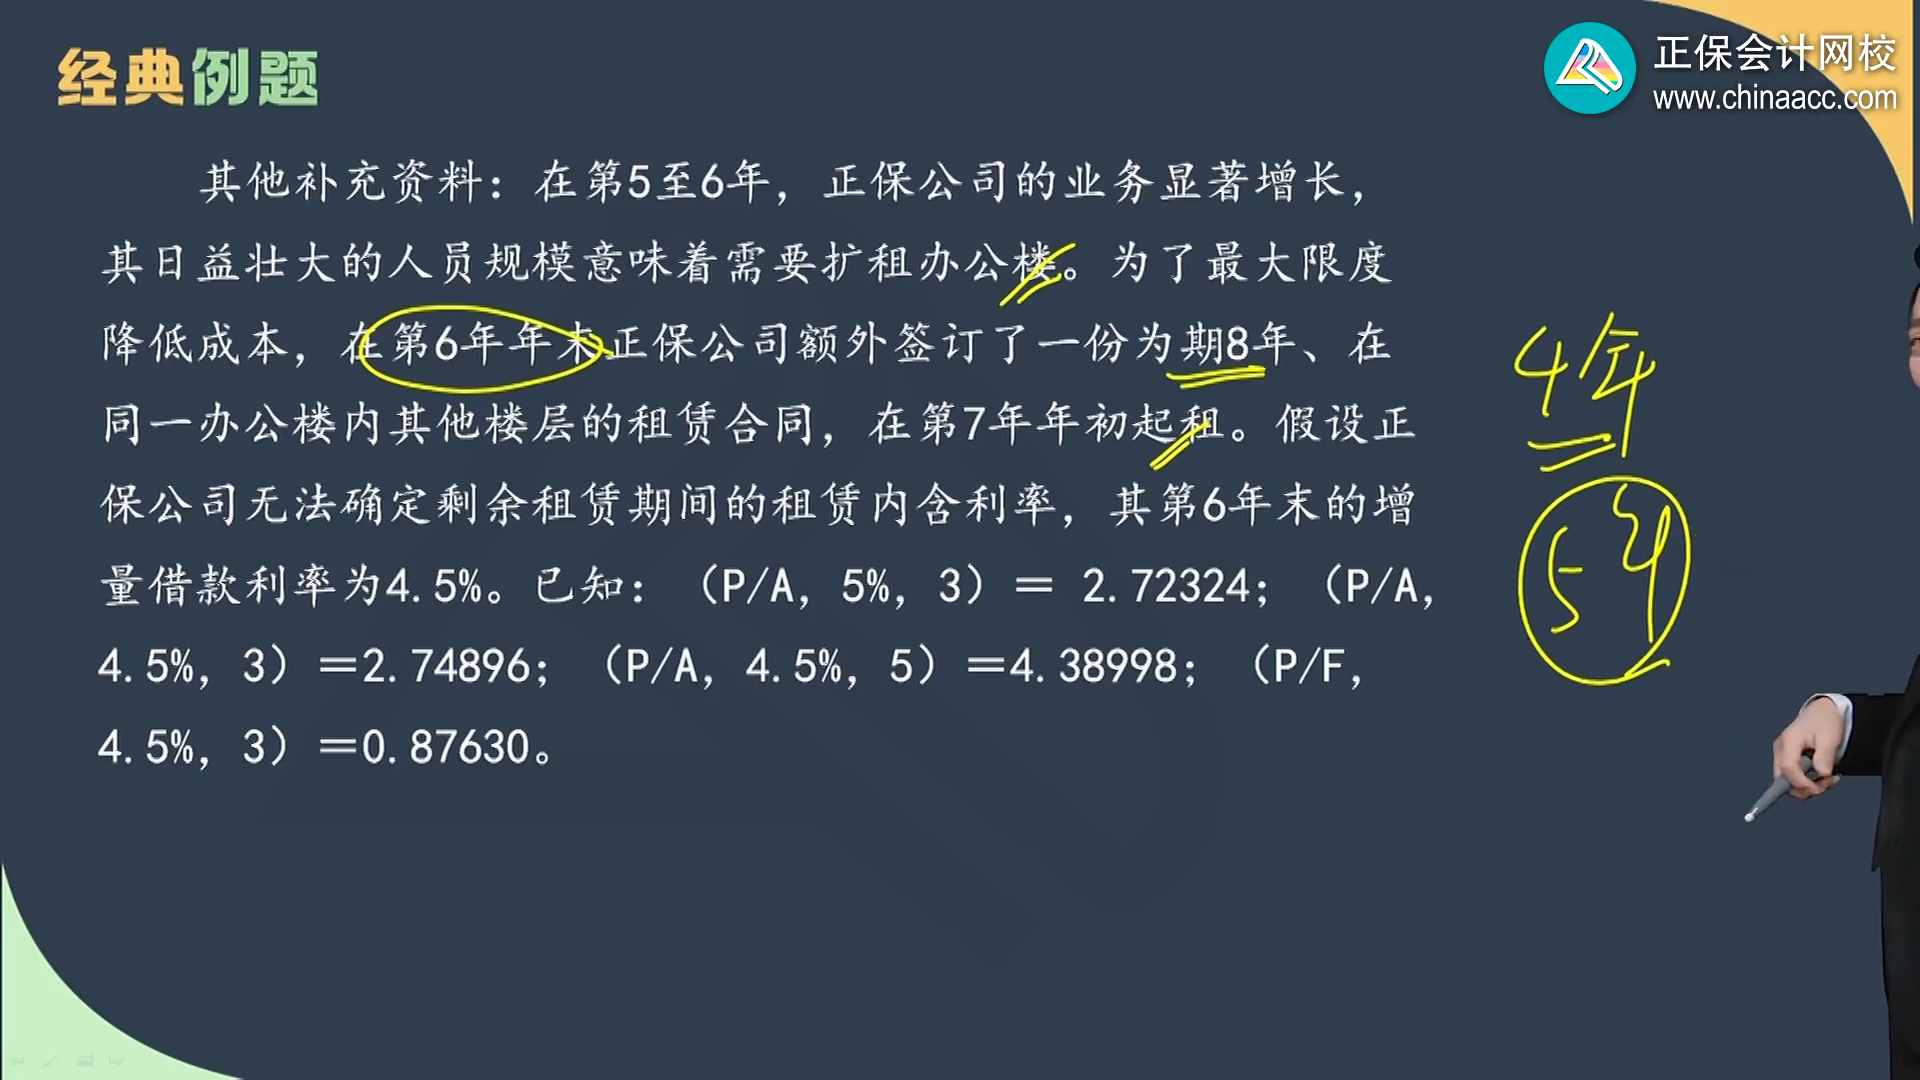 经典例题
正保会计网校
www.chinaacc.com
其他补充资料：在第5至6年，正保公司的业务显著增长，
其日益壮大的人员规模意味着需要扩租办公楼。为了最大限度
降低成本，在第6年年末正保公司额外签订了一份为期8年、在
同一办公楼内其他楼层的租赁合同，在第7年年初起租。假设正
保公司无法确定剩余租赁期间的租赁内含利率，其第6年末的增
量借款利率为4.5%。已知：（P/A，5%，3）＝ 2.72324；（P/A，
4.5%，3）＝2.74896；（P/A，4.5%，5）＝4.38998；（P/F，
4.5%，3）＝0.87630。
4年